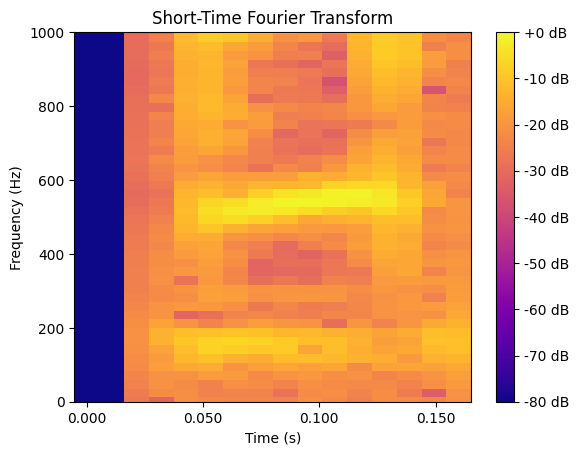 Short-Time Fourier Transform
1000
800
600
400
200
0
Frequency (Hz)
0.000
0.050
0.100
0.150
Time (s)
+0 dB
-10 dB
-20 dB
-30 dB
-40 dB
-50 dB
-60 dB
-70 dB
-80 dB